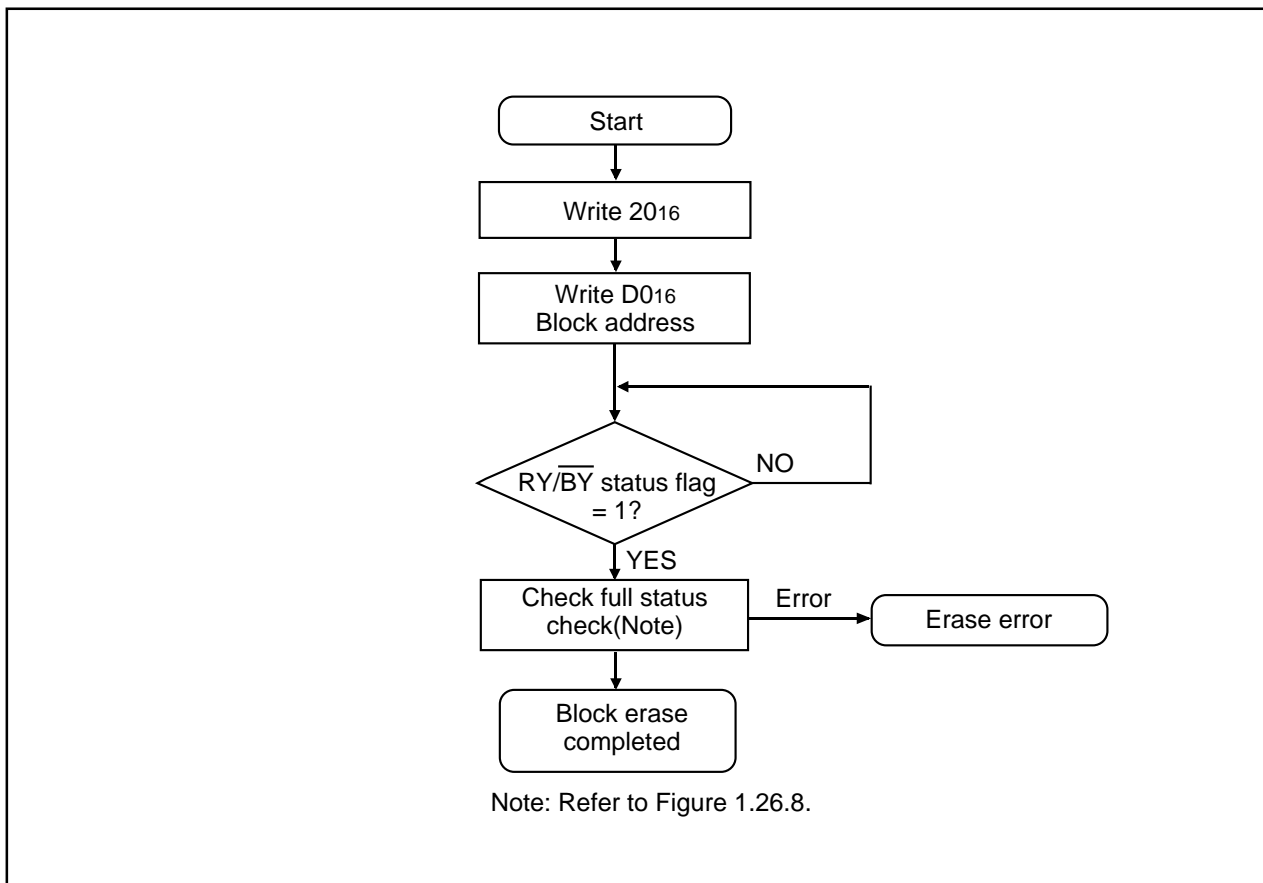 Start
Write 2016
Write D016
Block address
NO
RY/B̅Y̅ status flag
= 1?
YES
Check full status
check(Note)
Error
Erase error
Block erase
completed
Note: Refer to Figure 1.26.8.